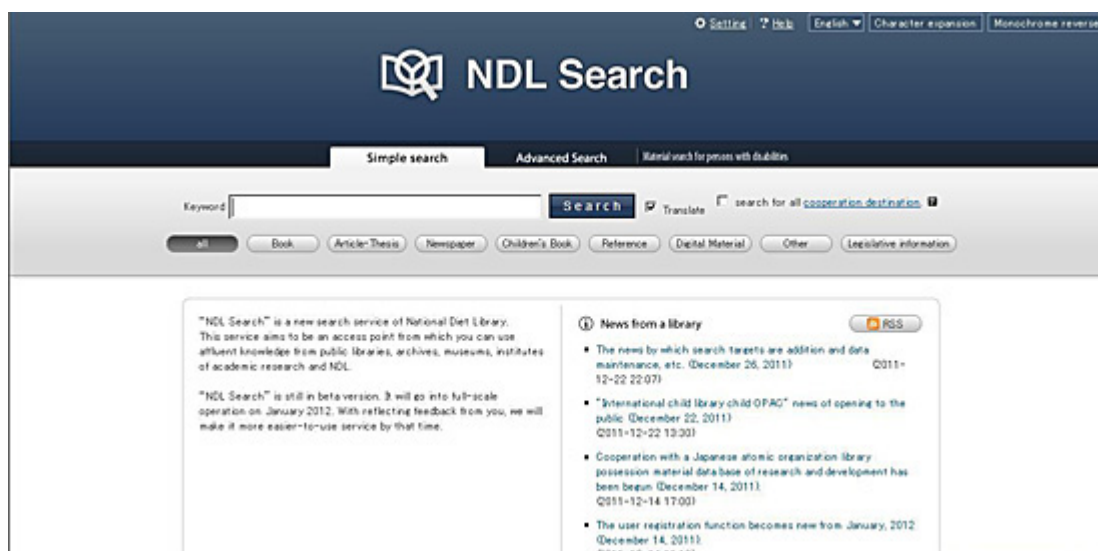 Setting ? Help English ▼ Character expansion Monochrome reverse
NDL Search
Simple search Advanced Search Material search for persons with disabilities
Keyword Search Translate search for all cooperation destination. ?
all Book Article·Thesis Newspaper Children's Book Reference Digital Material Other Legislative information
"NDL Search" is a new search service of National Diet Library.
This service aims to be an access point from which you can use
affluent knowledge from public libraries, archives, museums, institutes
of academic research and NDL.
"NDL Search" is still in beta version. It will go into full-scale
operation on January 2012. With reflecting feedback from you, we will
make it more easier-to-use service by that time.
News from a library RSS
The news by which search targets are addition and data
maintenance, etc. (December 26, 2011) (2011-
12-22 22:07)
"International child library child OPAC" news of opening to the
public (December 22, 2011)
(2011-12-22 13:30)
Cooperation with a Japanese atomic organization library
possession material data base of research and development has
been begun (December 14, 2011).
(2011-12-14 17:00)
The user registration function becomes new from January, 2012
(December 14, 2011).